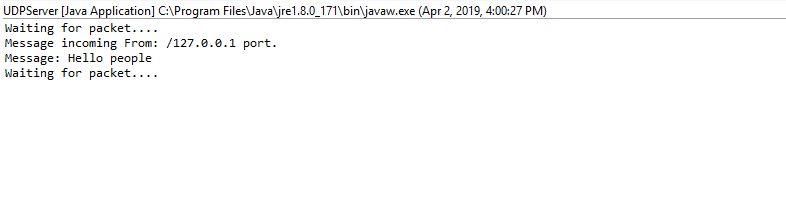 UDPServer [Java Application] C:\Program Files\Java\jre1.8.0_171\bin\javaw.exe (Apr 2, 2019, 4:00:27 PM)
Waiting for packet....
Message incoming From: /127.0.0.1 port.
Message: Hello people
Waiting for packet....